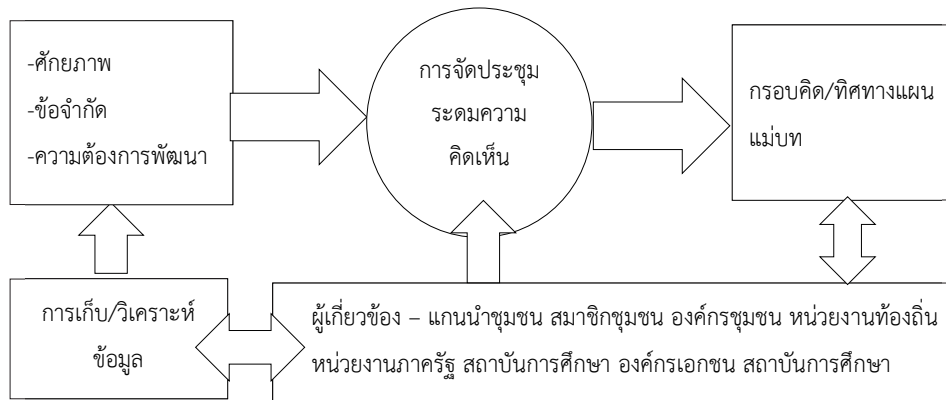 -ศักยภาพ
-ข้อจำกัด
-ความต้องการพัฒนา
การจัดประชุม
ระดมความ
คิดเห็น
กรอบคิด/ทิศทางแผน
แม่บท
การเก็บ/วิเคราะห์
ข้อมูล
ผู้เกี่ยวข้อง – แกนนำชุมชน สมาชิกชุมชน องค์กรชุมชน หน่วยงานท้องถิ่น
หน่วยงานภาครัฐ สถาบันการศึกษา องค์กรเอกชน สถาบันการศึกษา